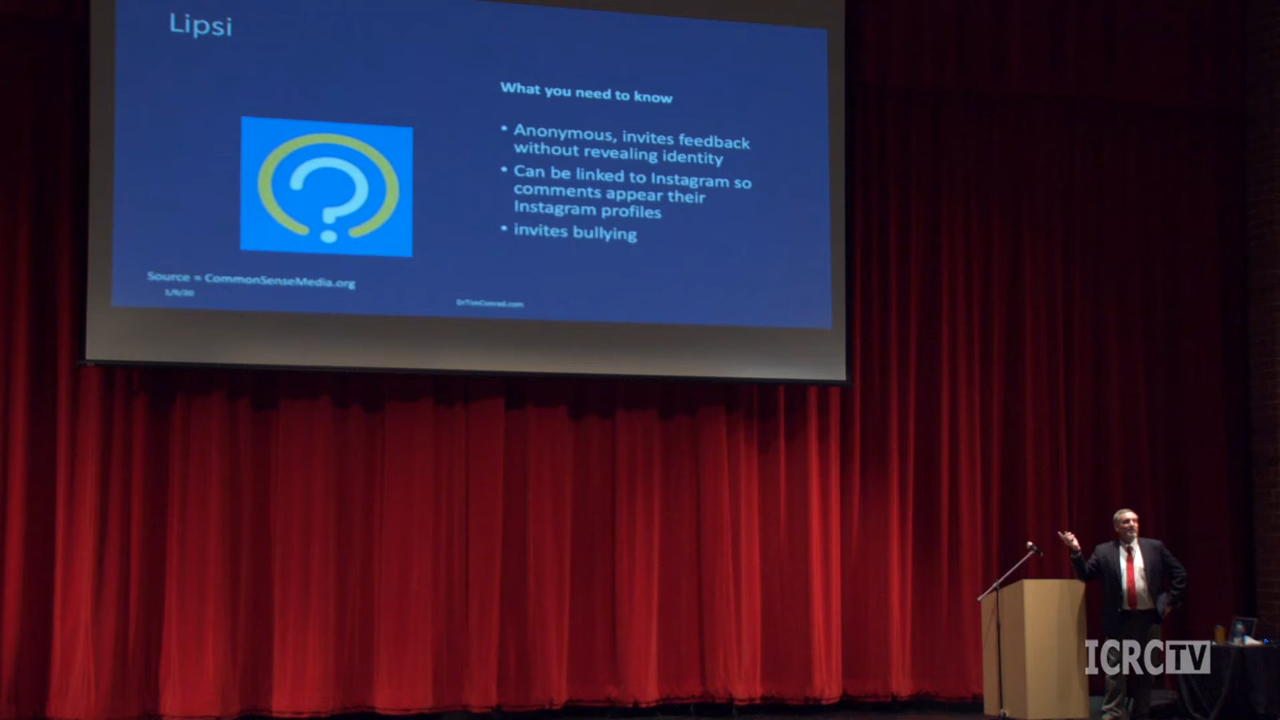 Lipsi
What you need to know
• Anonymous, invites feedback
without revealing identity
• Can be linked to Instagram so
comments appear their
Instagram profiles
• invites bullying
Source = CommonSenseMedia.org
DrTimConrad.com
ICRCTV